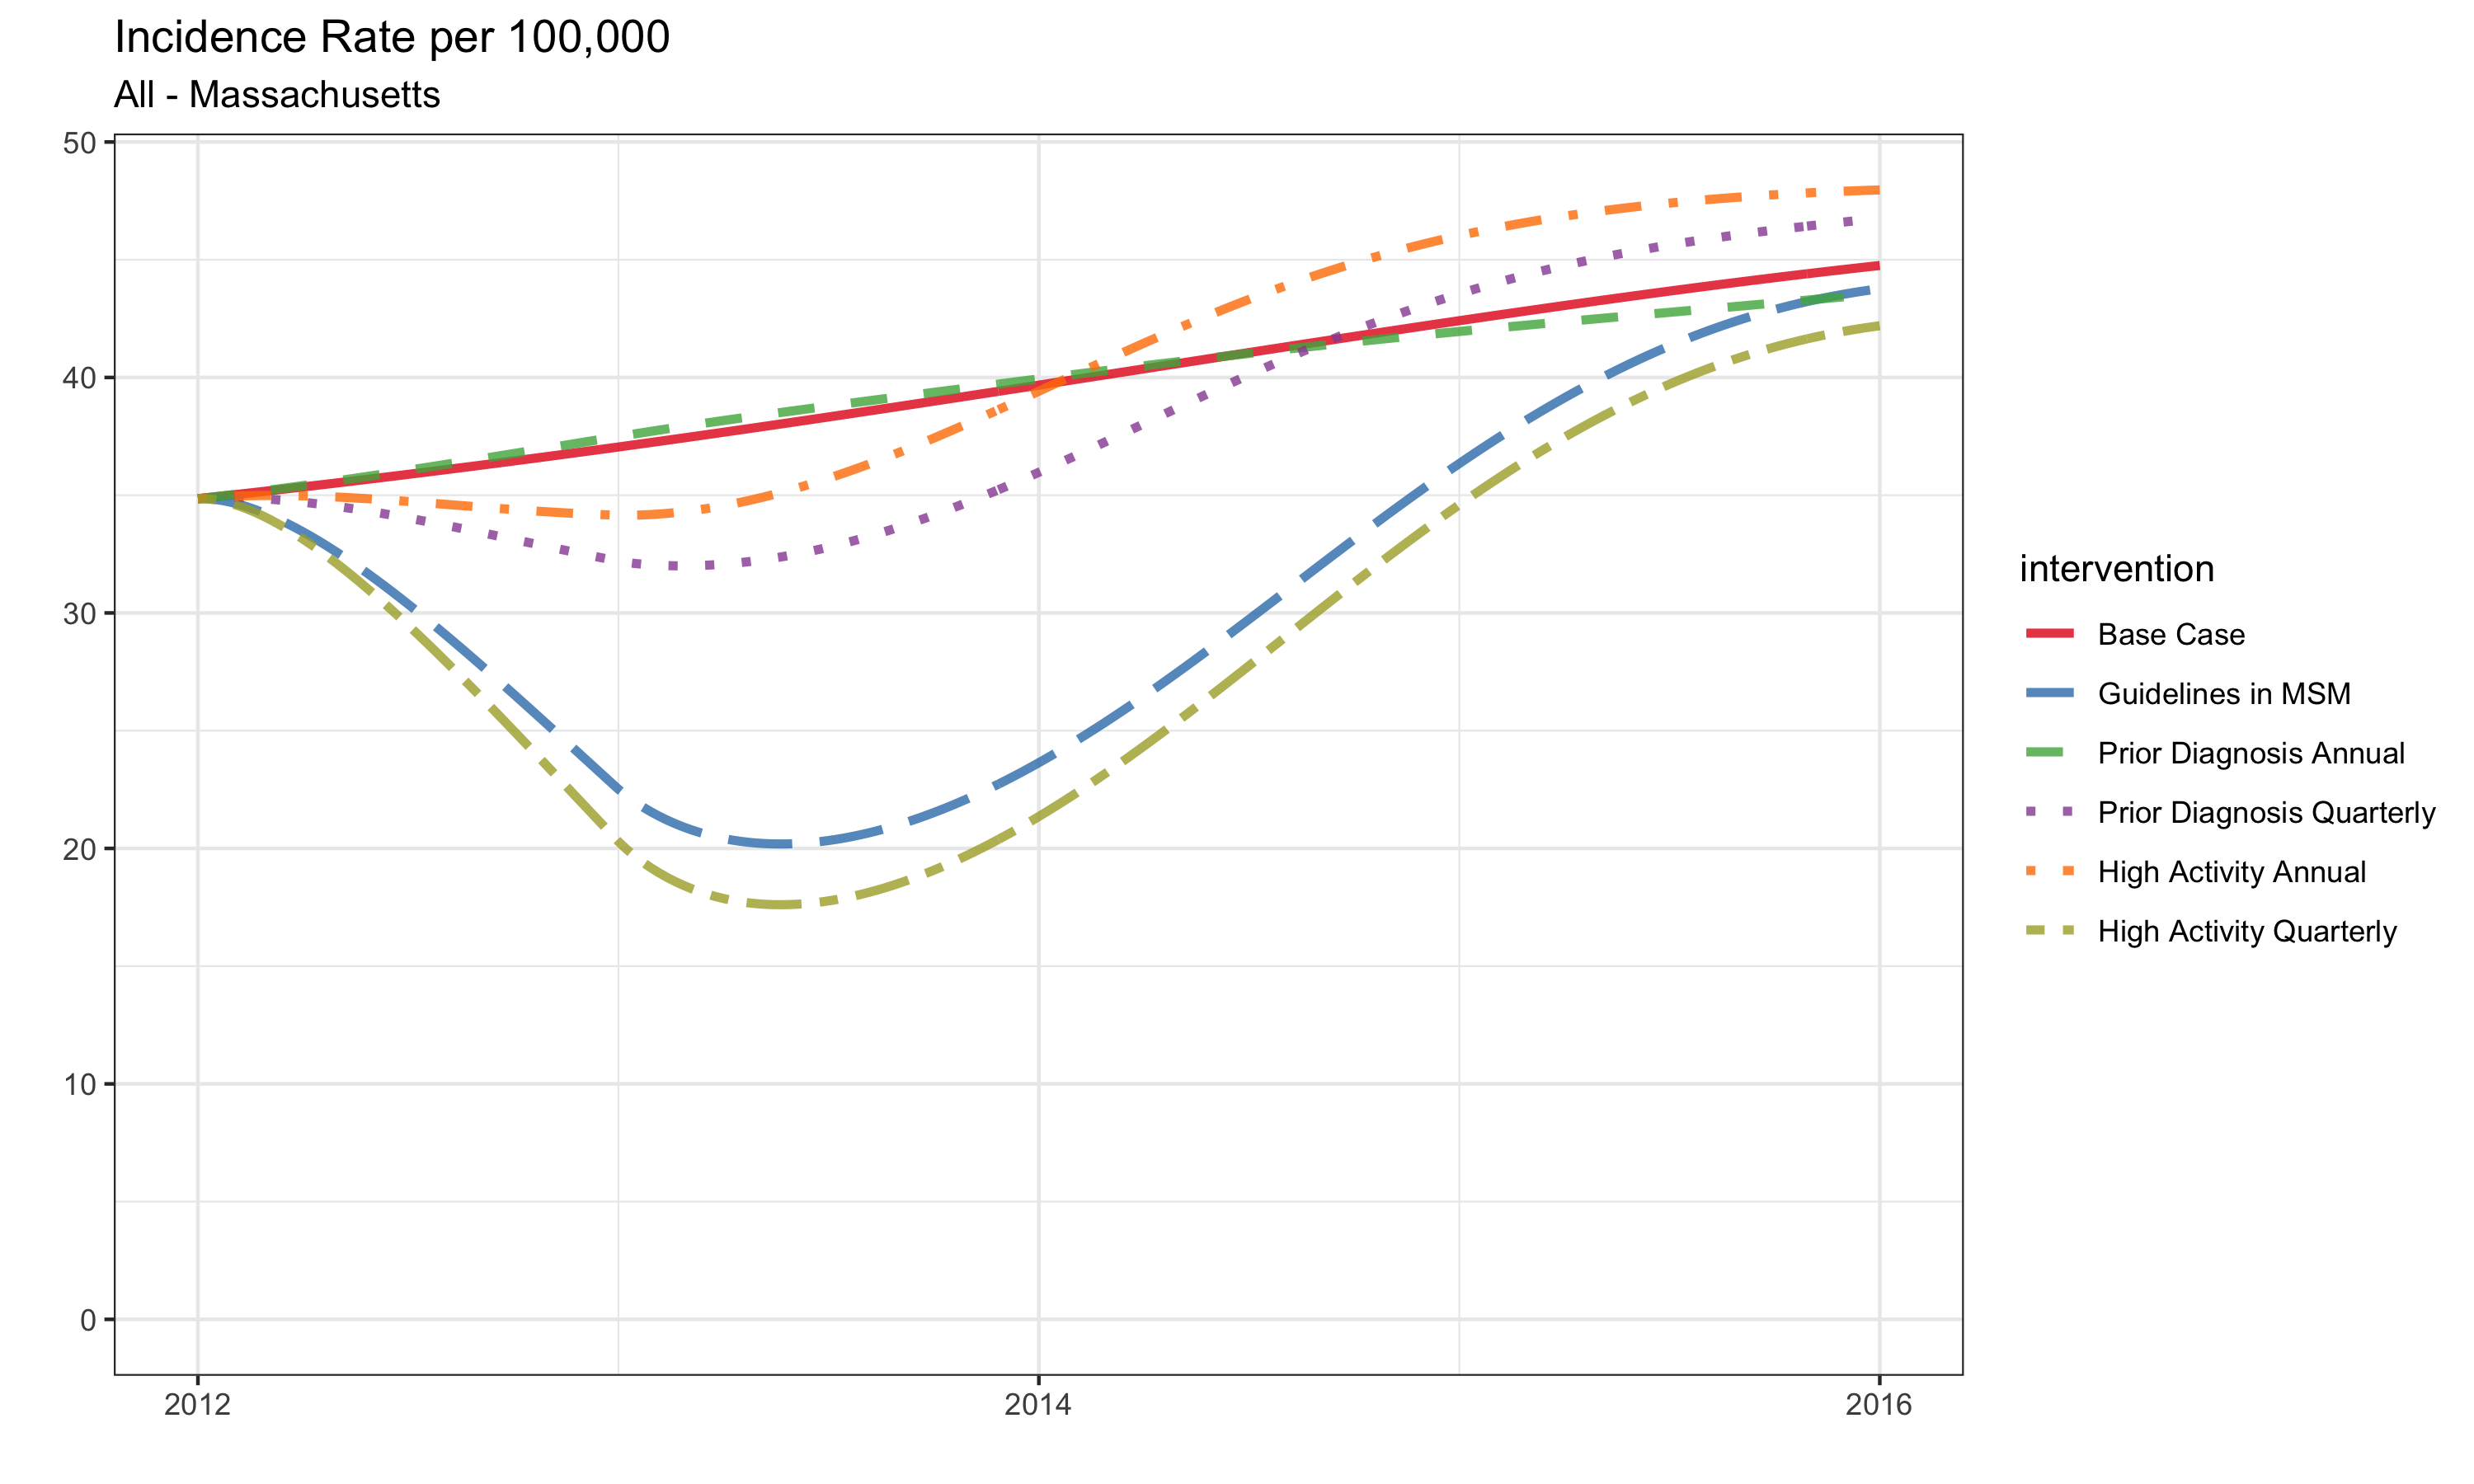 Incidence Rate per 100,000
All - Massachusetts
50
40
30
20
10
0
2012
2014
2016
intervention
Base Case
Guidelines in MSM
Prior Diagnosis Annual
Prior Diagnosis Quarterly
High Activity Annual
High Activity Quarterly